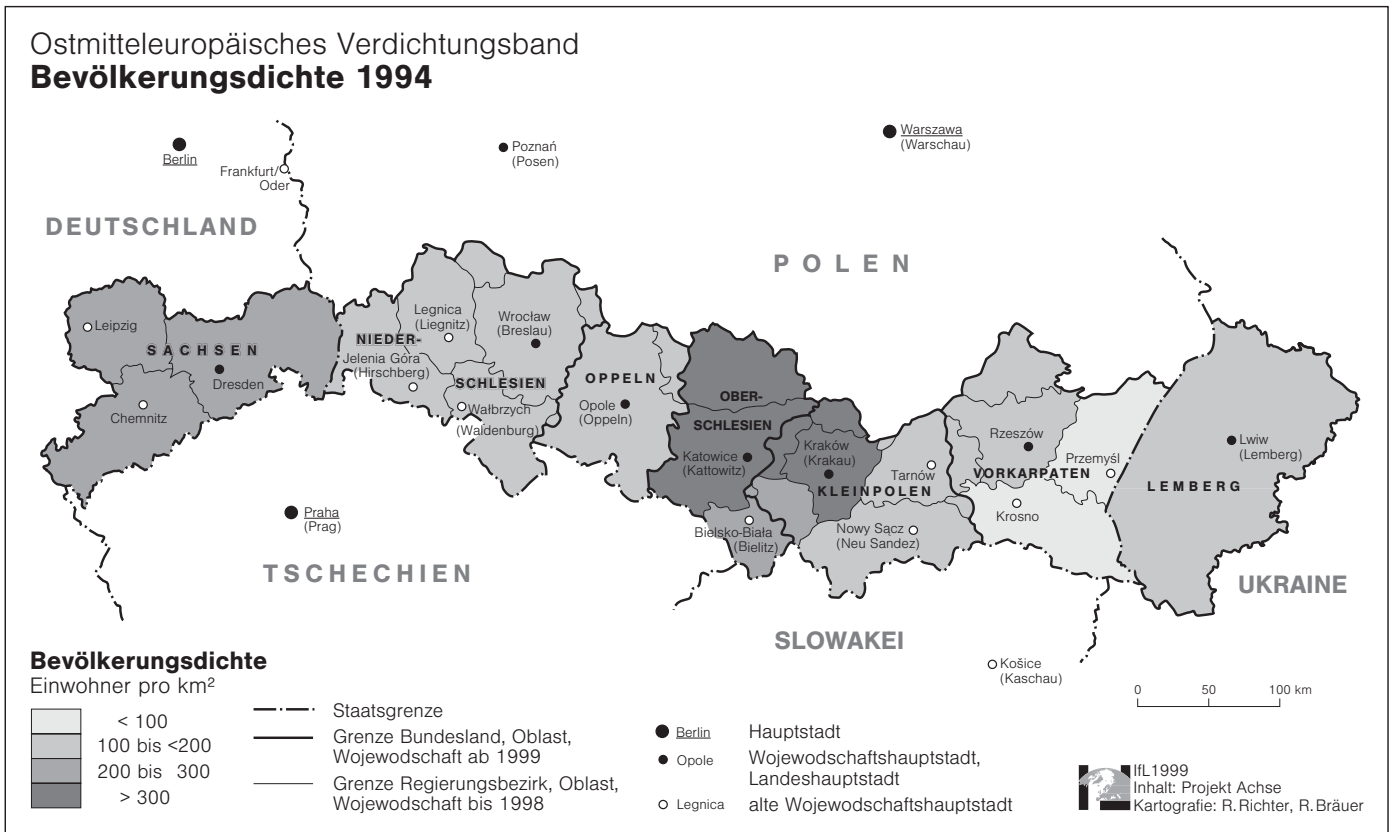 Ostmitteleuropäisches Verdichtungsband
Bevölkerungsdichte 1994
Berlin
Frankfurt/
Oder
Poznań
(Posen)
Warszawa
(Warschau)
DEUTSCHLAND
POLEN
Leipzig
SACHSEN
Dresden
Chemnitz
Legnica
(Liegnitz)
Wrocław
(Breslau)
NIEDER-
Jelenia Góra
(Hirschberg)
SCHLESIEN
Wałbrzych
(Waldenburg)
OPPELN
Opole
(Oppeln)
OBER-
SCHLESIEN
Katowice
(Kattowitz)
Kraków
(Krakau)
KLEINPOLEN
Tarnów
Bielsko-Biała
(Bielitz)
Nowy Sącz
(Neu Sandez)
Rzeszów
Przemyśl
VORKARPATEN
Krosno
Lwiw
(Lemberg)
LEMBERG
Praha
(Prag)
TSCHECHIEN
UKRAINE
SLOWAKEI
Košice
(Kaschau)
0 50 100 km
Bevölkerungsdichte
Einwohner pro km²
< 100
100 bis <200
200 bis 300
> 300
Staatsgrenze
Grenze Bundesland, Oblast,
Wojewodschaft ab 1999
Grenze Regierungsbezirk, Oblast,
Wojewodschaft bis 1998
Berlin Hauptstadt
Opole Wojewodschaftshauptstadt,
Landeshauptstadt
Legnica alte Wojewodschaftshauptstadt
IfL1999
Inhalt: Projekt Achse
Kartografie: R. Richter, R. Bräuer